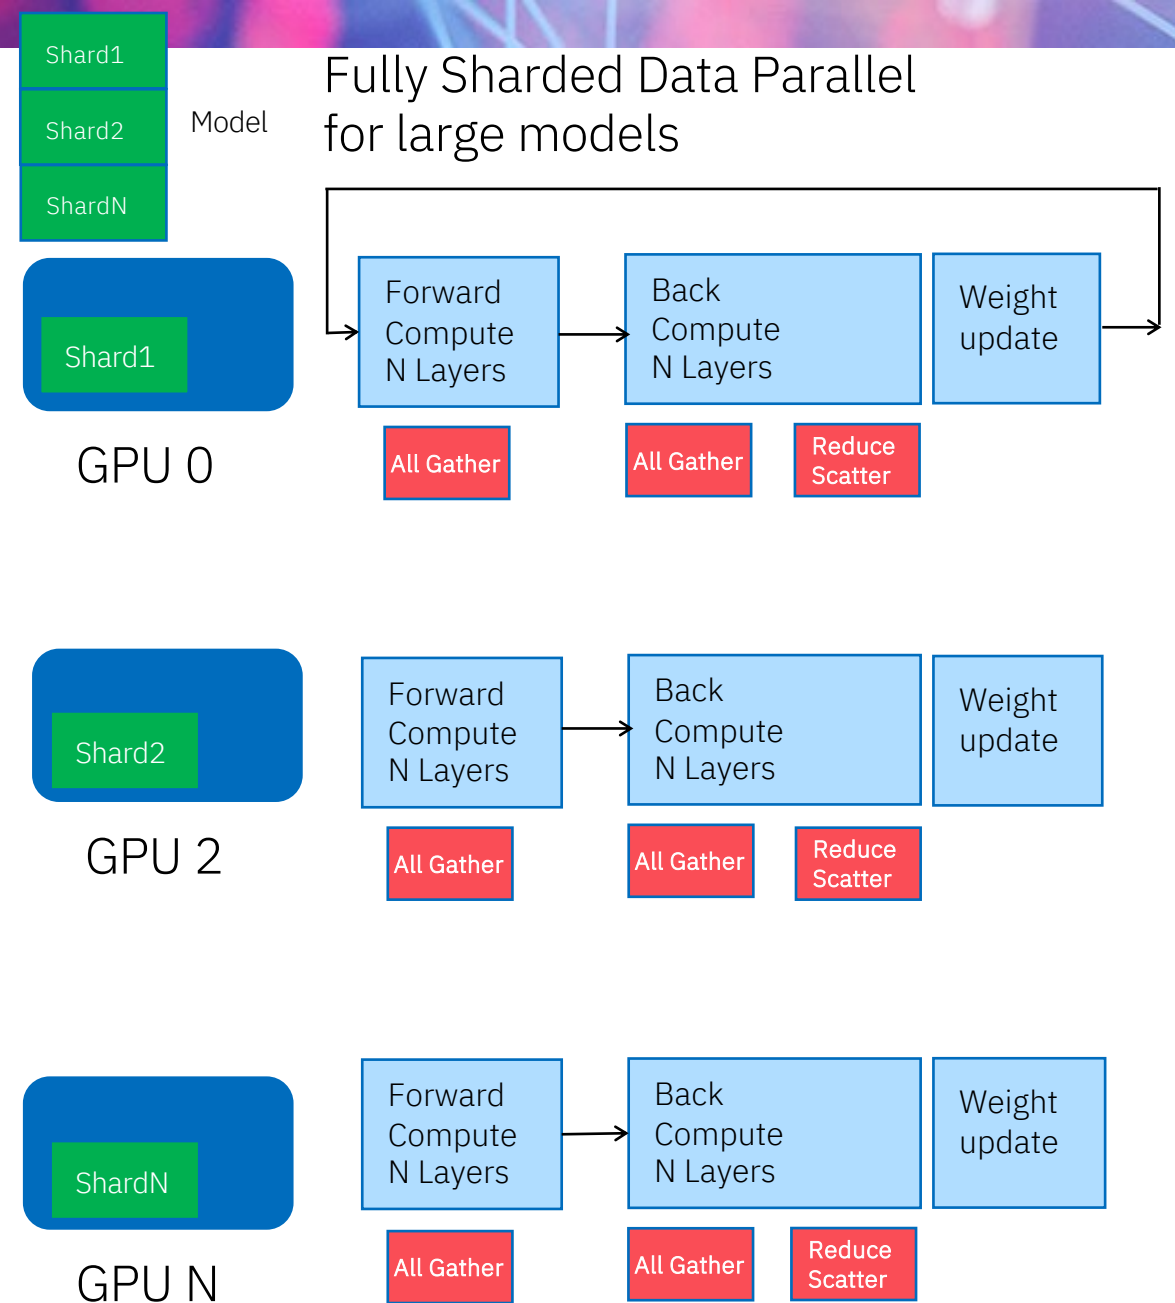 Shard1
Shard2
ShardN
Model
Fully Sharded Data Parallel
for large models
Shard1
GPU 0
Forward
Compute
N Layers
Back
Compute
N Layers
Weight
update
All Gather
All Gather
Reduce
Scatter
Shard2
GPU 2
Forward
Compute
N Layers
Back
Compute
N Layers
Weight
update
All Gather
All Gather
Reduce
Scatter
ShardN
GPU N
Forward
Compute
N Layers
Back
Compute
N Layers
Weight
update
All Gather
All Gather
Reduce
Scatter